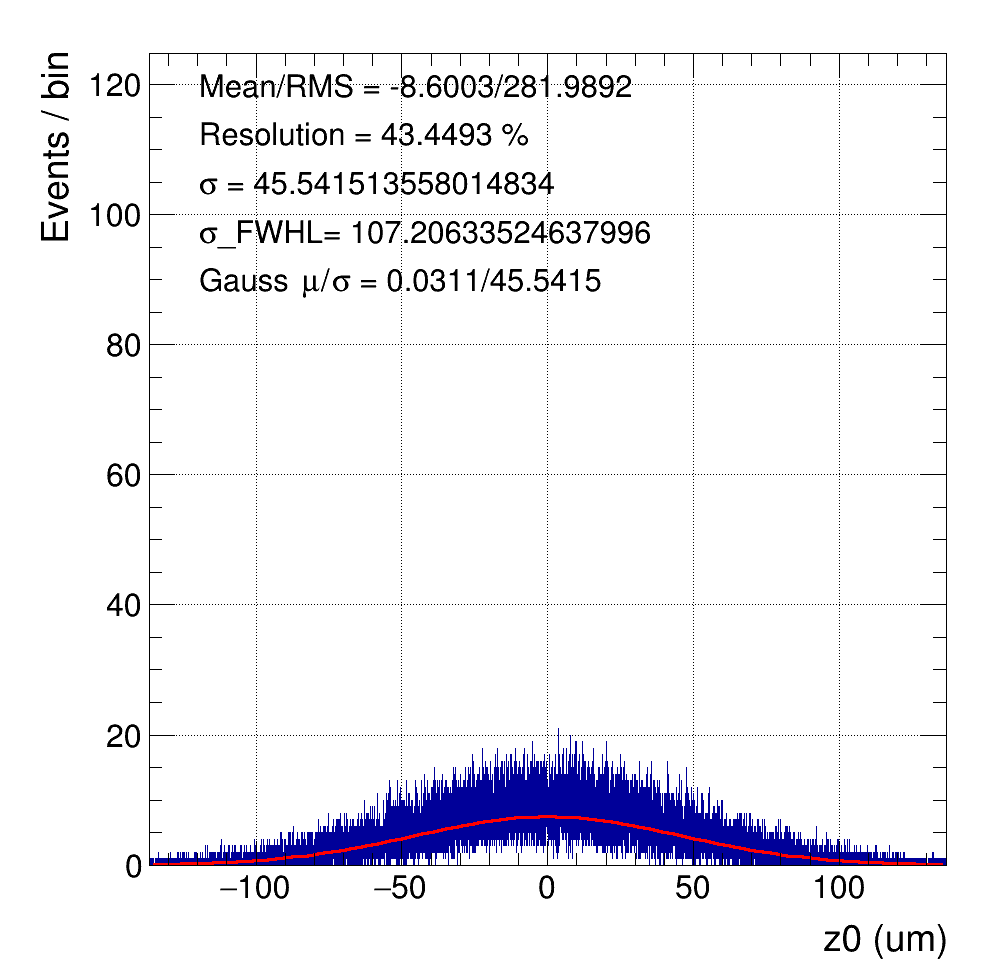 Events / bin
120
100
80
60
40
20
0
Mean/RMS = -8.6003/281.9892
Resolution = 43.4493 %
σ = 45.541513558014834
σ_FWHL= 107.20633524637996
Gauss μ/σ = 0.0311/45.5415
−100 −50 0 50 100
z0 (um)